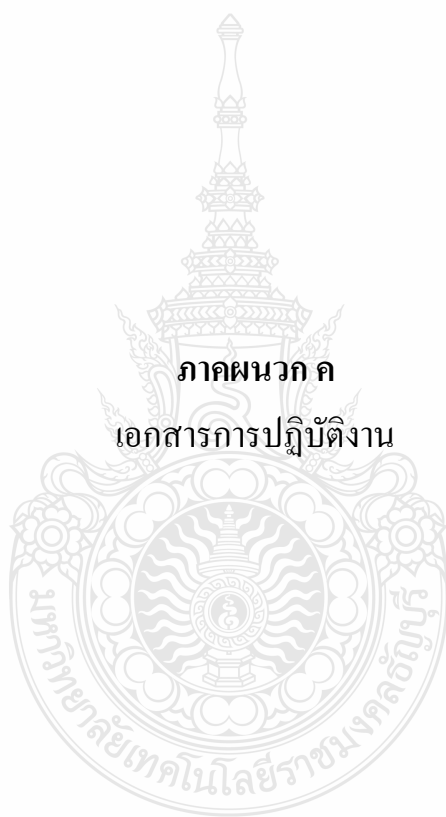 ภาคผนวก ค
เอกสารการปฏิบัติงาน
มหาวิทยาลัยเทคโนโลยีราชมงคลธัญบุรี